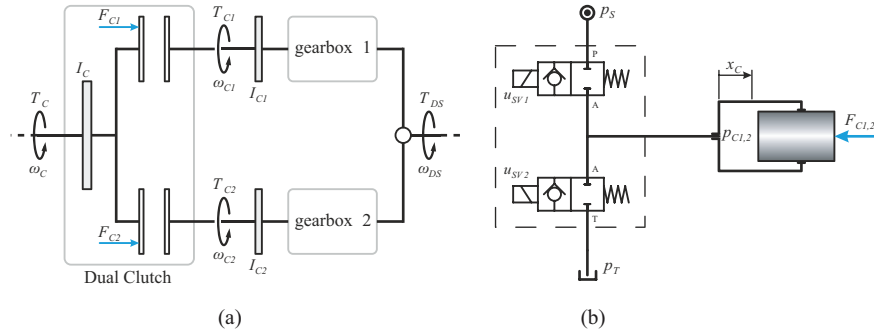 F_C1
T_C1
I_C
ω_C1
I_C1
gearbox 1
T_C
ω_C
T_DS
ω_DS
F_C2
T_C2
ω_C2
I_C2
gearbox 2
Dual Clutch
(a)
p_S
P
u_SV1
A
x_C
p_C1,2
F_C1,2
A
u_SV2
T
p_T
(b)